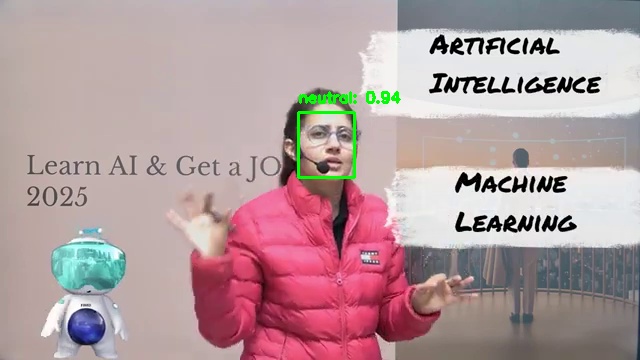 neutral: 0.94
ARTIFICIAL
INTELLIGENCE
Learn AI & Get a JO
2025
MACHINE
LEARNING